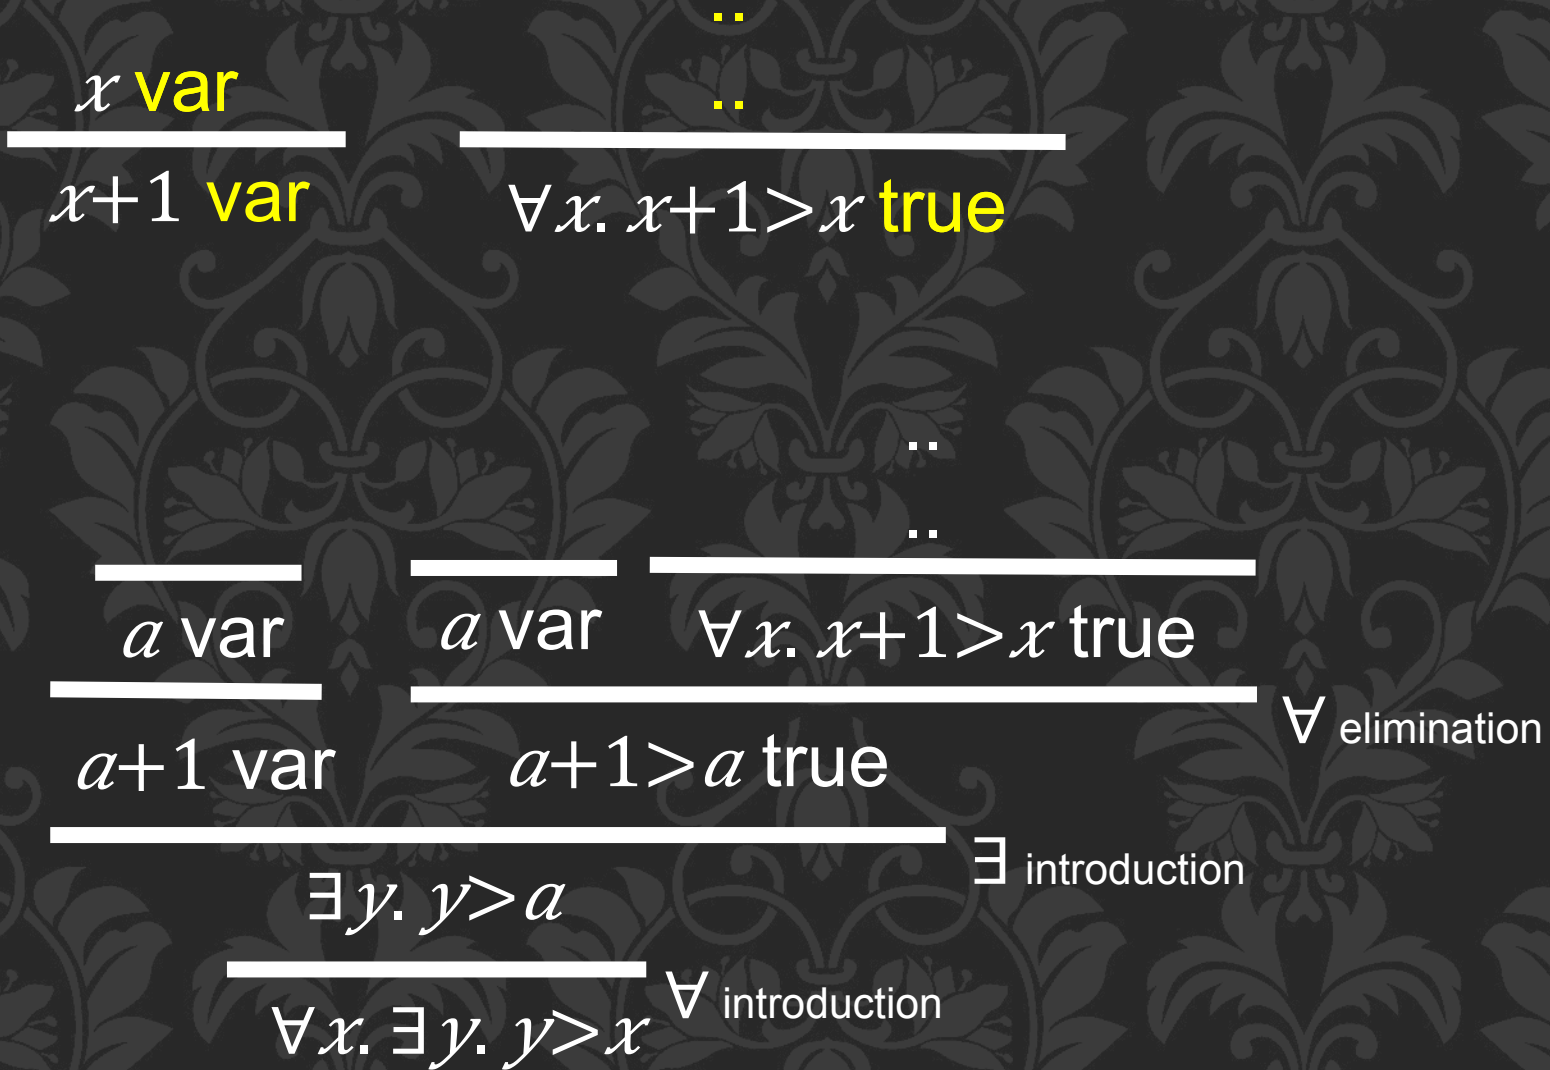 ..
x var ..
x+1 var ∀x. x+1>x true
..
..
a var a var ∀x. x+1>x true
∀ elimination
a+1 var a+1>a true
∃ introduction
∃y. y>a
∀ introduction
∀x. ∃y. y>x